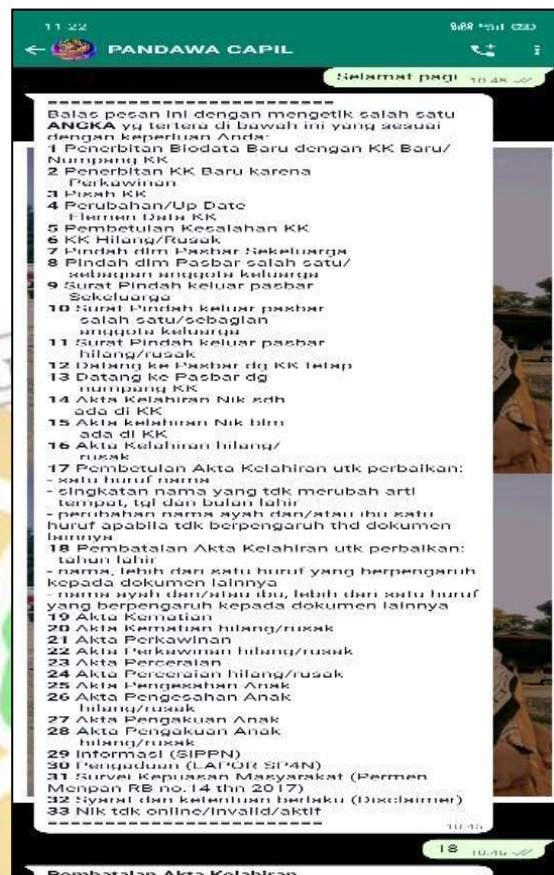 11 22
PANDAWA CAPIL
Selamat pagi 10.45
Balas pesan ini dengan mengetik salah satu
ANGKA yg tertera di bawah ini yang sesuai
dengan keperluan Anda:
1 Penerbitan Biodata Baru dengan KK Baru/
Numpang KK
2 Penerbitan KK Baru karena
Perkawinan
3 Pisah KK
4 Perubahan/Up Date
Elemen Data KK
5 Pembetulan Kesalahan KK
6 KK Hilang/Rusak
7 Pindah dlm Pasbar Sekeluarga
8 Pindah dlm Pasbar salah satu/
sebagian anggota keluarga
9 Surat Pindah keluar pasbar
Sekeluarga
10 Surat Pindah keluar pasbar
salah satu/sebagian
anggota keluarga
11 Surat Pindah keluar pasbar
hilang/rusak
12 Datang ke Pasbar dg KK tetap
13 Datang ke Pasbar dg
numpang KK
14 Akta Kelahiran Nik sdh
ada di KK
15 Akta kelahiran Nik blm
ada di KK
16 Akta Kelahiran hilang/
rusak
17 Pembetulan Akta Kelahiran utk perbaikan:
- satu huruf nama
- singkatan nama yang tdk merubah arti
- tempat, tgl dan bulan lahir
- perubahan nama ayah dan/atau ibu satu
huruf apabila tdk berpengaruh thd dokumen
lainnya
18 Pembatalan Akta Kelahiran utk perbaikan:
- tahun lahir
- nama, lebih dari satu huruf yang berpengaruh
kepada dokumen lainnya
- nama ayah dan/atau ibu, lebih dari satu huruf
yang berpengaruh kepada dokumen lainnya
19 Akta Kematian
20 Akta Kematian hilang/rusak
21 Akta Perkawinan
22 Akta Perkawinan hilang/rusak
23 Akta Perceraian
24 Akta Perceraian hilang/rusak
25 Akta Pengesahan Anak
26 Akta Pengesahan Anak
hilang/rusak
27 Akta Pengakuan Anak
28 Akta Pengakuan Anak
hilang/rusak
29 Informasi (SIPPN)
30 Pengaduan (LAPOR SP4N)
31 Survei Kepuasan Masyarakat (Permen
Menpan RB no.14 thn 2017)
32 Syarat dan ketentuan berlaku (Disclaimer)
33 Nik tdk online/invalid/aktif
10.45
18 10.46
Pembatalan Akta Kelahiran